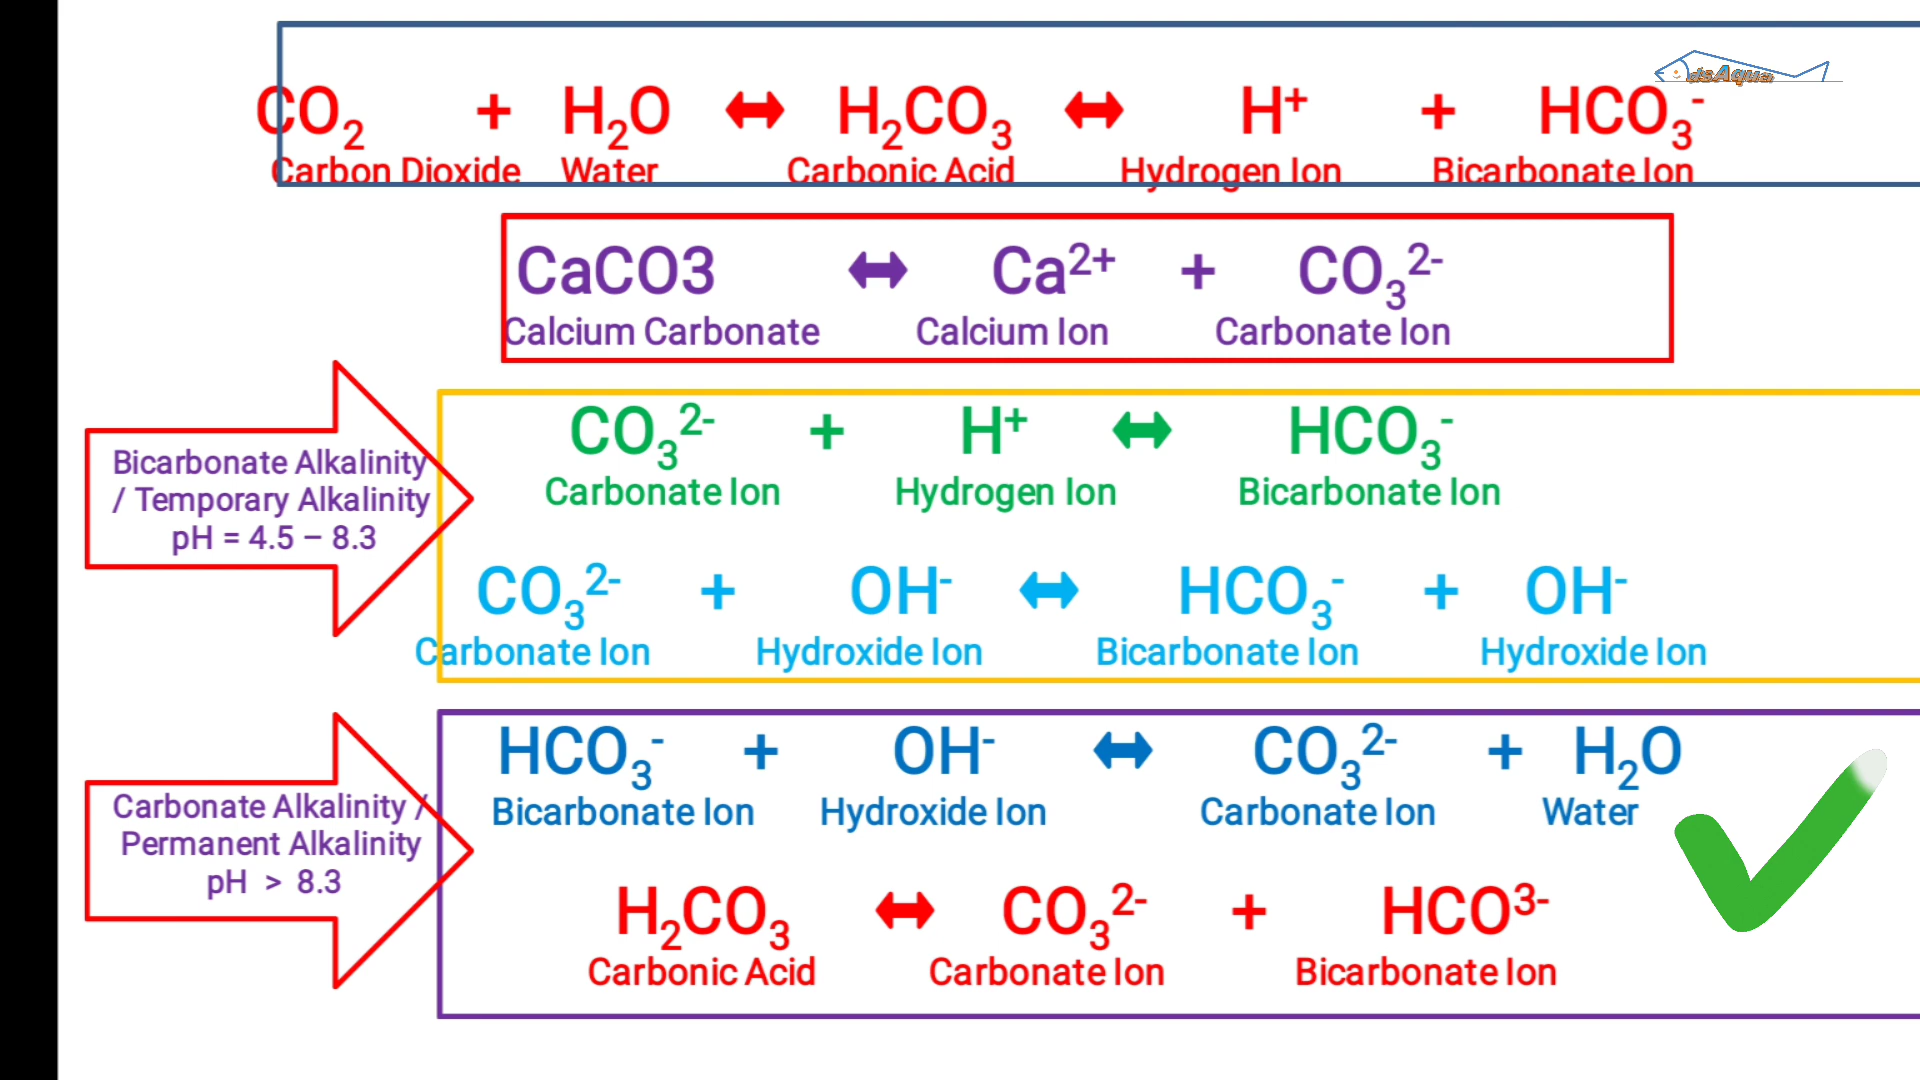 dsAqua
CO₂ + H₂O ⬌ H₂CO₃ ⬌ H⁺ + HCO₃⁻
Carbon Dioxide Water Carbonic Acid Hydrogen Ion Bicarbonate Ion
CaCO3 ⬌ Ca²⁺ + CO₃²⁻
Calcium Carbonate Calcium Ion Carbonate Ion
Bicarbonate Alkalinity
/ Temporary Alkalinity
pH = 4.5 – 8.3
CO₃²⁻ + H⁺ ⬌ HCO₃⁻
Carbonate Ion Hydrogen Ion Bicarbonate Ion
CO₃²⁻ + OH⁻ ⬌ HCO₃⁻ + OH⁻
Carbonate Ion Hydroxide Ion Bicarbonate Ion Hydroxide Ion
Carbonate Alkalinity /
Permanent Alkalinity
pH > 8.3
HCO₃⁻ + OH⁻ ⬌ CO₃²⁻ + H₂O
Bicarbonate Ion Hydroxide Ion Carbonate Ion Water
H₂CO₃ ⬌ CO₃²⁻ + HCO³⁻
Carbonic Acid Carbonate Ion Bicarbonate Ion